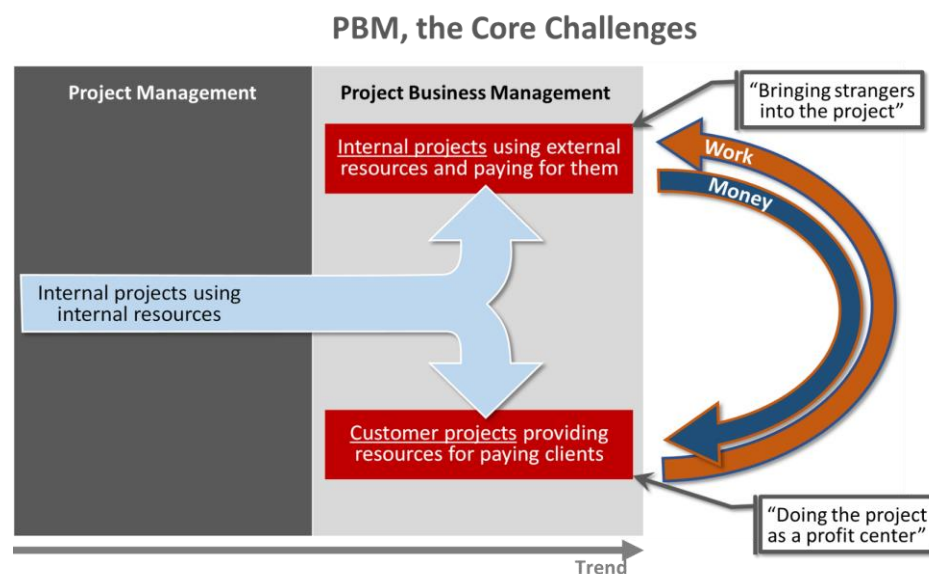 PBM, the Core Challenges
Project Management
Project Business Management
Internal projects using external
resources and paying for them
“Bringing strangers
into the project”
Work
Money
Internal projects using
internal resources
Customer projects providing
resources for paying clients
“Doing the project
as a profit center”
Trend